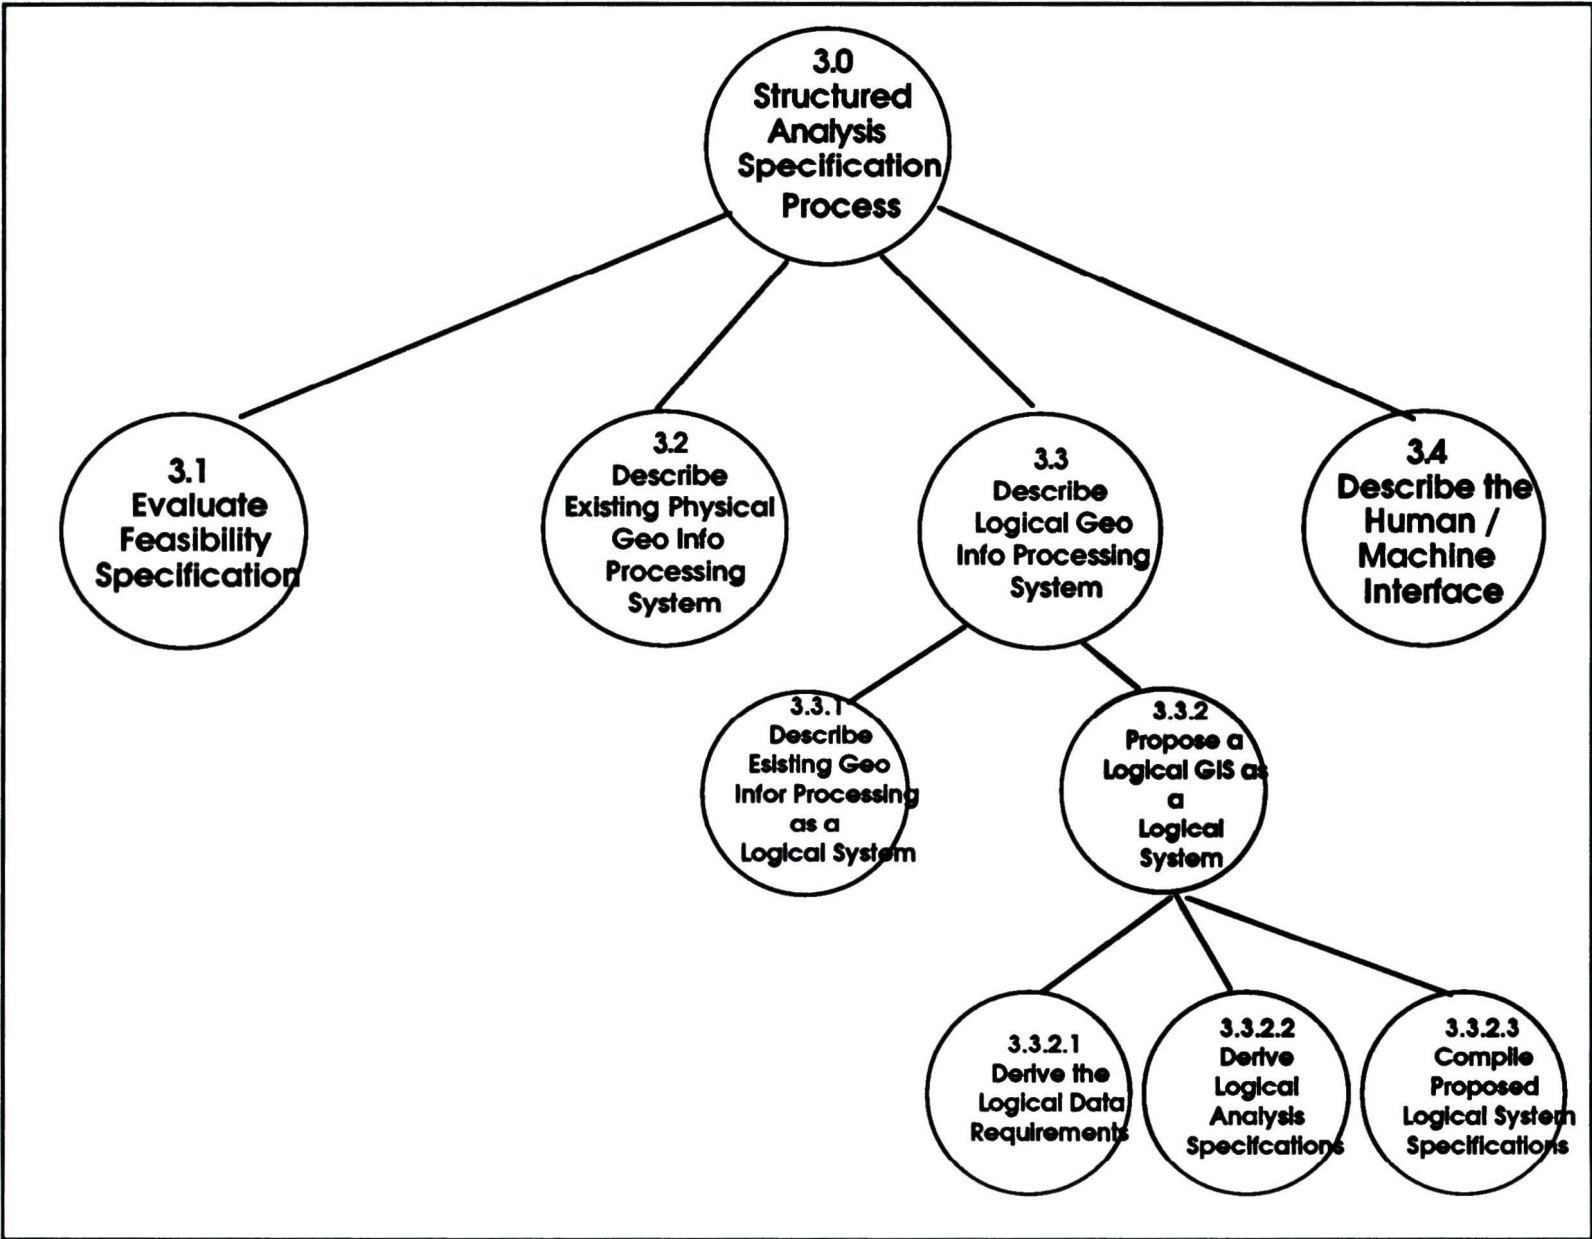 3.0
Structured
Analysis
Specification
Process
3.1
Evaluate
Feasibility
Specification
3.2
Describe
Existing Physical
Geo Info
Processing
System
3.3
Describe
Logical Geo
Info Processing
System
3.4
Describe the
Human /
Machine
Interface
3.3.1
Describe
Esisting Geo
Infor Processing
as a
Logical System
3.3.2
Propose a
Logical GIS as
a
Logical
System
3.3.2.1
Derive the
Logical Data
Requirements
3.3.2.2
Derive
Logical
Analysis
Specifcations
3.3.2.3
Compile
Proposed
Logical System
Specifications